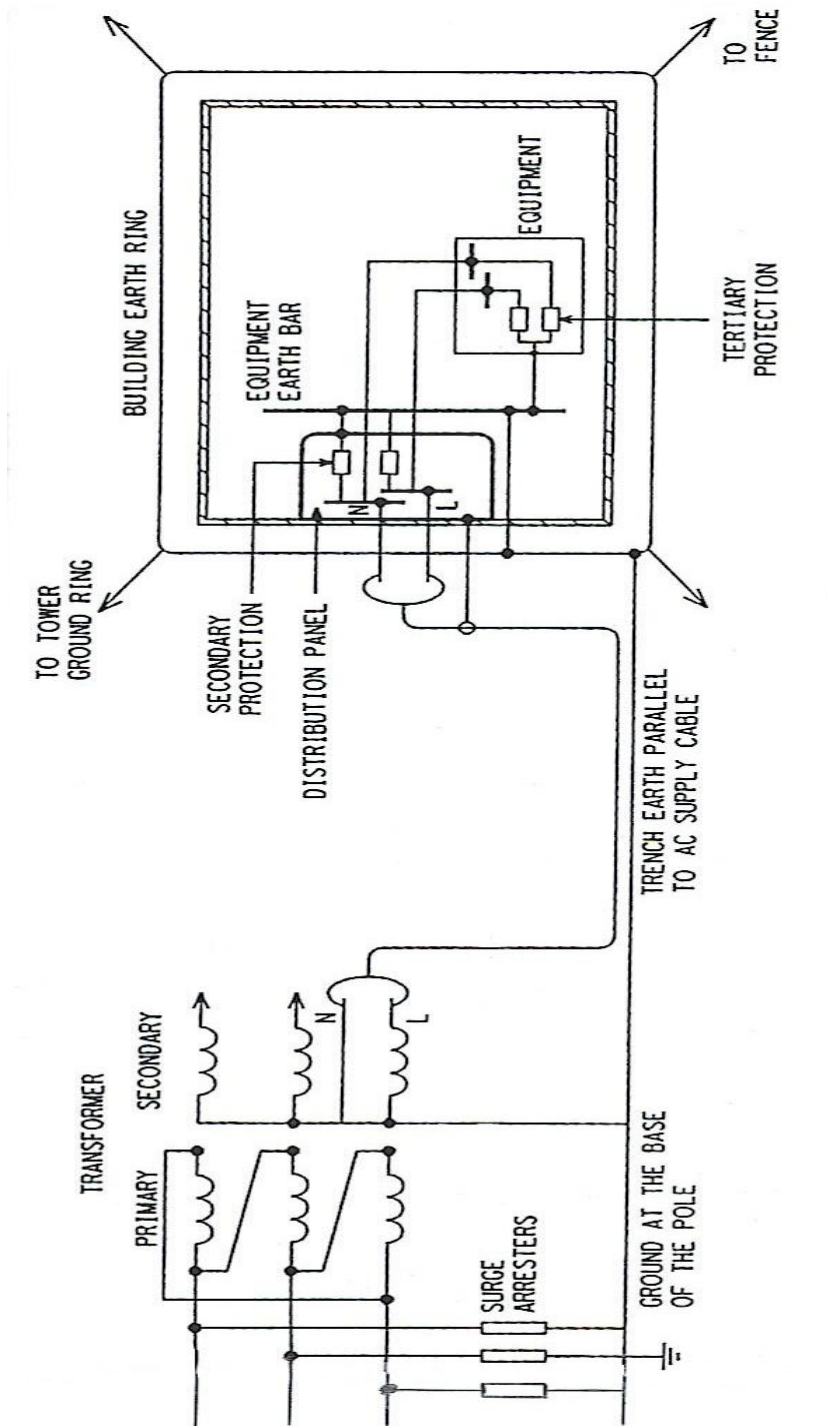 TRANSFORMER
PRIMARY
SECONDARY
SURGE
ARRESTERS
GROUND AT THE BASE
OF THE POLE
N
L
TRENCH EARTH PARALLEL
TO AC SUPPLY CABLE
TO TOWER
GROUND RING
SECONDARY
PROTECTION
DISTRIBUTION PANEL
N
L
BUILDING EARTH RING
EQUIPMENT
EARTH BAR
EQUIPMENT
TERTIARY
PROTECTION
TO
FENCE